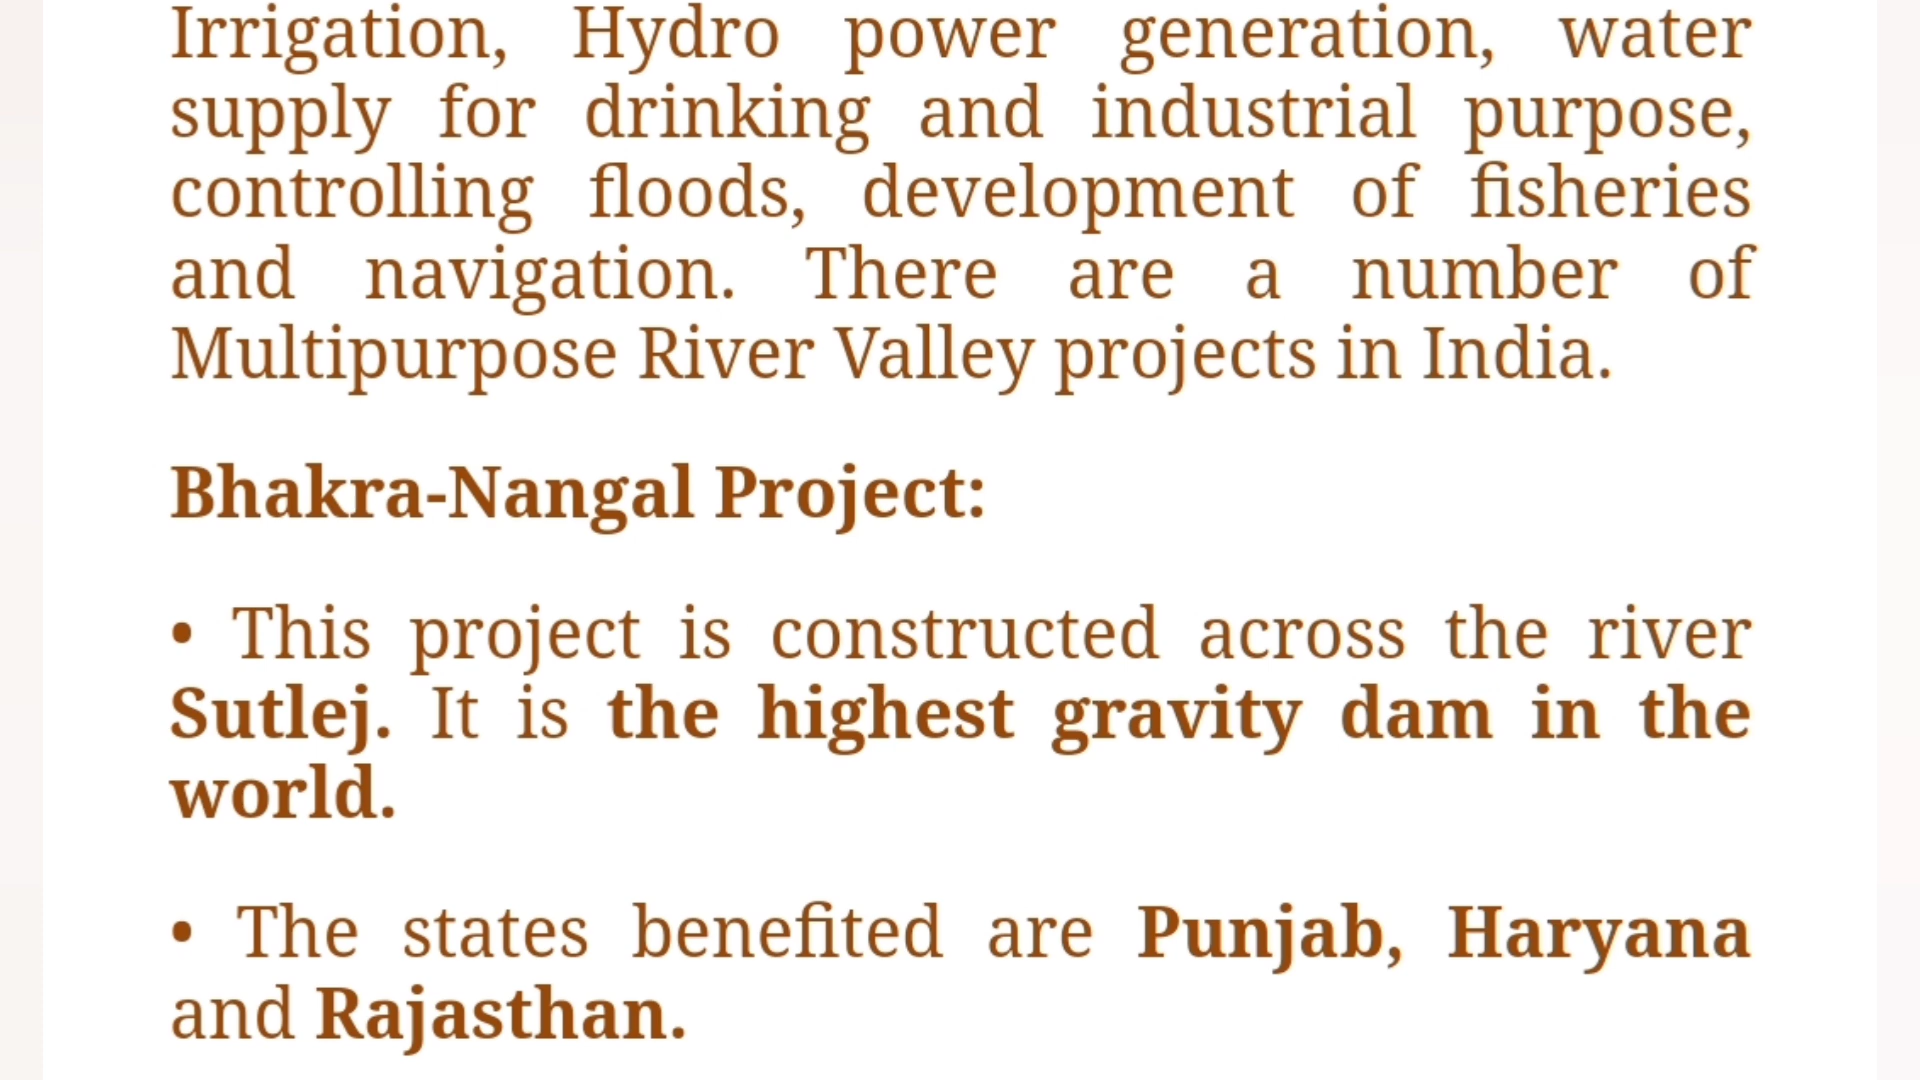 Irrigation, Hydro power generation, water
supply for drinking and industrial purpose,
controlling floods, development of fisheries
and navigation. There are a number of
Multipurpose River Valley projects in India.
Bhakra-Nangal Project:
• This project is constructed across the river
Sutlej. It is the highest gravity dam in the
world.
• The states benefited are Punjab, Haryana
and Rajasthan.